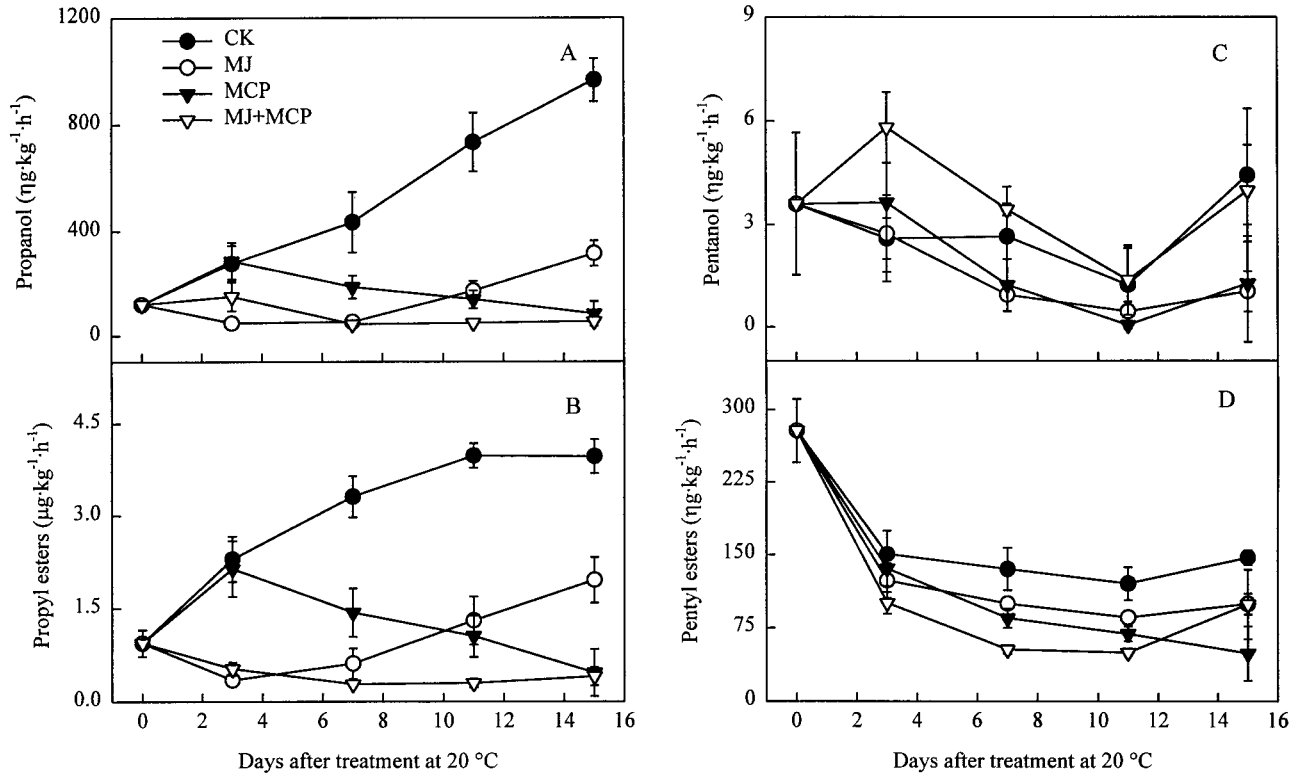 A
CK
MJ
MCP
MJ+MCP
Propanol (ηg·kg⁻¹·h⁻¹)
1200
800
400
0
B
Propyl esters (μg·kg⁻¹·h⁻¹)
4.5
3.0
1.5
0.0
0 2 4 6 8 10 12 14 16
Days after treatment at 20 °C
C
Pentanol (ηg·kg⁻¹·h⁻¹)
9
6
3
0
D
Pentyl esters (ηg·kg⁻¹·h⁻¹)
300
225
150
75
0
0 2 4 6 8 10 12 14 16
Days after treatment at 20 °C